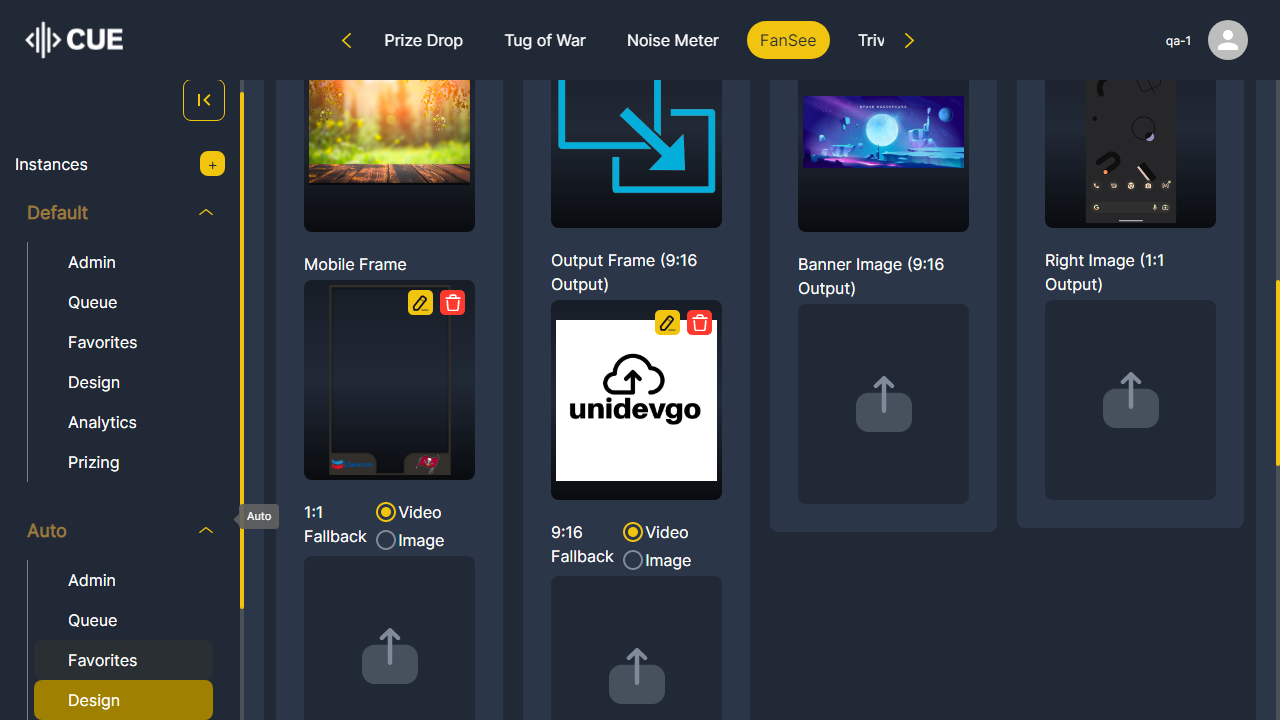 CUE
Prize Drop
Tug of War
Noise Meter
FanSee
Triv
qa-1
Instances
+
Default
Admin
Queue
Favorites
Design
Analytics
Prizing
Auto
Auto
Admin
Queue
Favorites
Design
Mobile Frame
1:1
Fallback
Video
Image
Output Frame (9:16
Output)
unidevgo
9:16
Fallback
Video
Image
SPACE BACKGROUND
Banner Image (9:16
Output)
Right Image (1:1
Output)